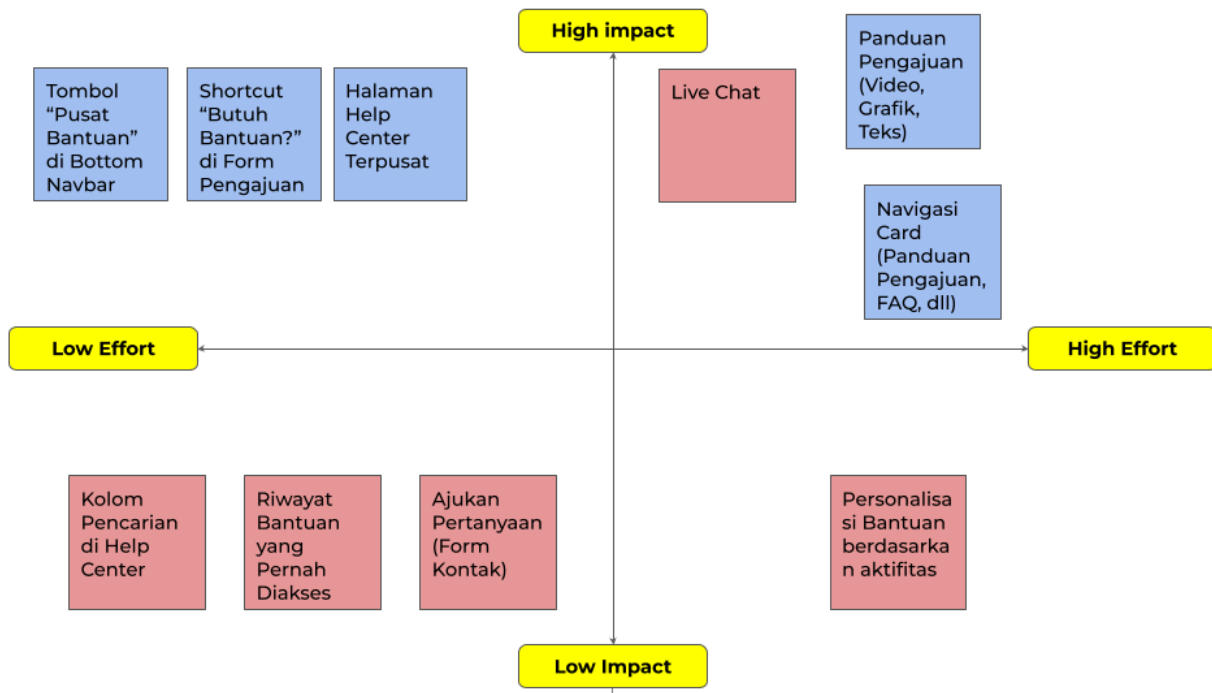 High impact
Tombol
“Pusat
Bantuan”
di Bottom
Navbar
Shortcut
“Butuh
Bantuan?”
di Form
Pengajuan
Halaman
Help
Center
Terpusat
Live Chat
Panduan
Pengajuan
(Video,
Grafik,
Teks)
Navigasi
Card
(Panduan
Pengajuan,
FAQ, dll)
Low Effort
High Effort
Kolom
Pencarian
di Help
Center
Riwayat
Bantuan
yang
Pernah
Diakses
Ajukan
Pertanyaan
(Form
Kontak)
Personalisa
si Bantuan
berdasarka
n aktifitas
Low Impact